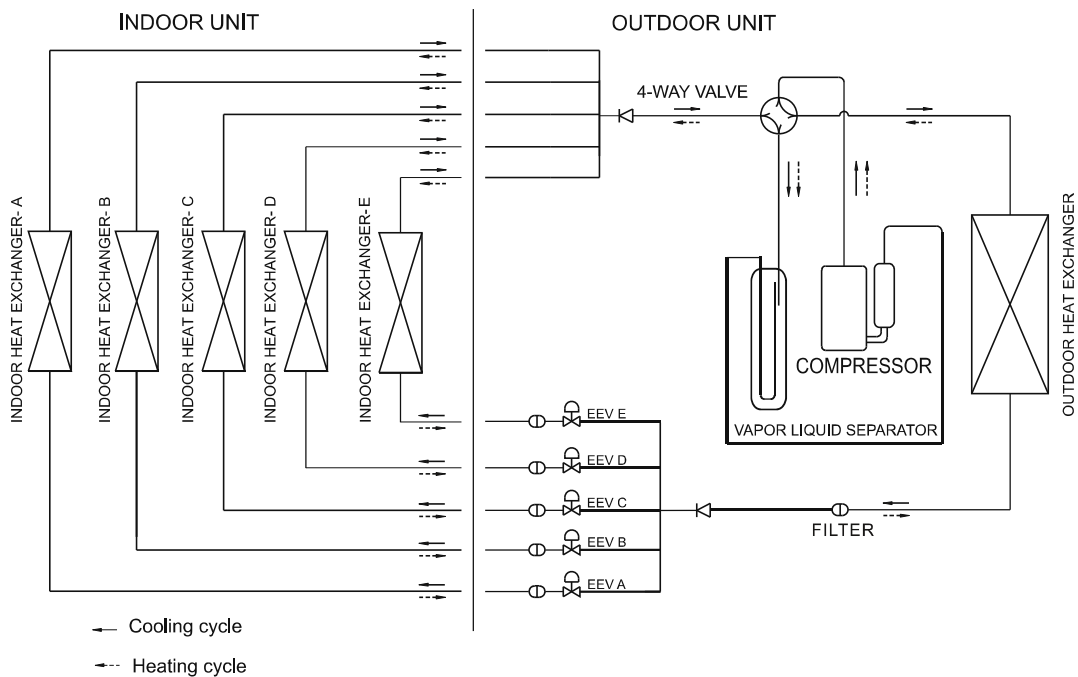 INDOOR UNIT
OUTDOOR UNIT
4-WAY VALVE
INDOOR HEAT EXCHANGER- A
INDOOR HEAT EXCHANGER- B
INDOOR HEAT EXCHANGER- C
INDOOR HEAT EXCHANGER- D
INDOOR HEAT EXCHANGER- E
OUTDOOR HEAT EXCHANGER
COMPRESSOR
VAPOR LIQUID SEPARATOR
EEV E
EEV D
EEV C
EEV B
EEV A
FILTER
Cooling cycle
Heating cycle